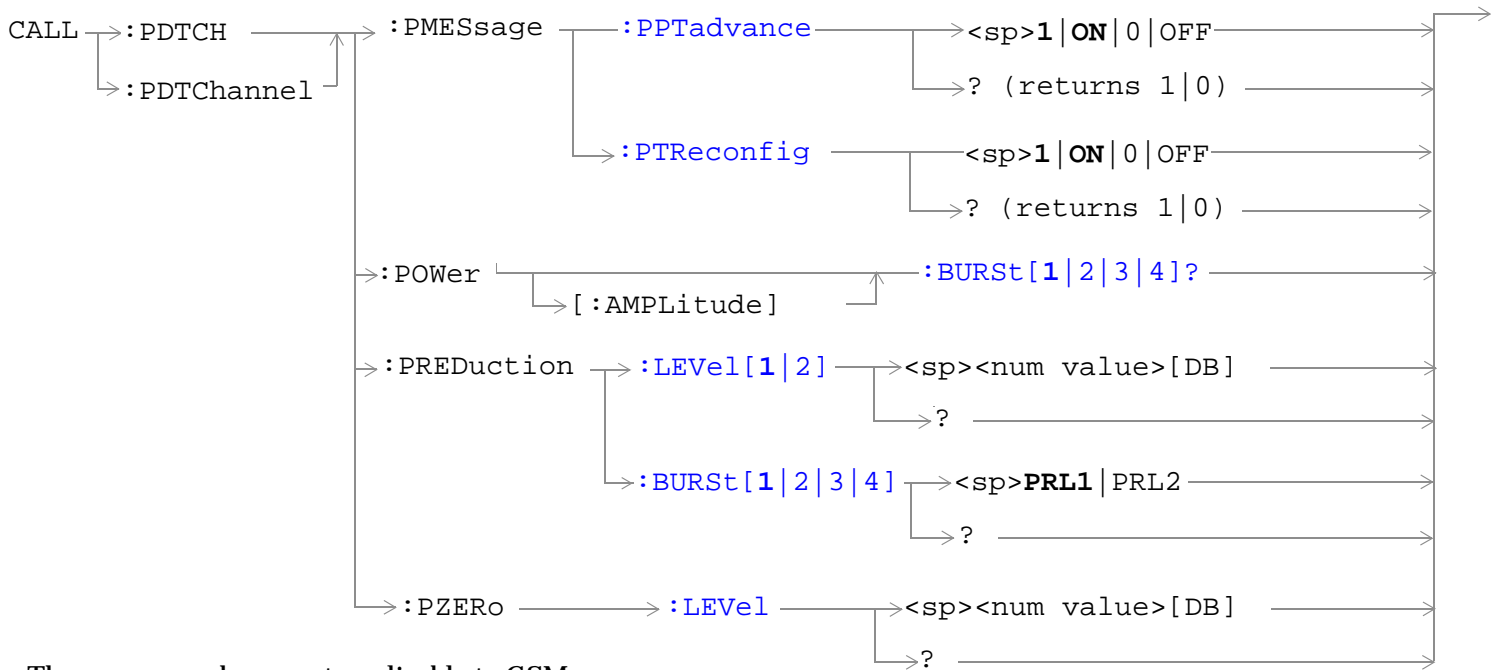 CALL :PDTCH :PMESsage :PPTadvance <sp>1|ON|0|OFF
:PDTChannel ? (returns 1|0)
:PTReconfig <sp>1|ON|0|OFF
? (returns 1|0)
:POWer :BURSt[1|2|3|4]?
[:AMPLitude]
:PREDuction :LEVel[1|2] <sp><num value>[DB]
?
:BURSt[1|2|3|4] <sp>PRL1|PRL2
?
:PZERo :LEVel <sp><num value>[DB]
?